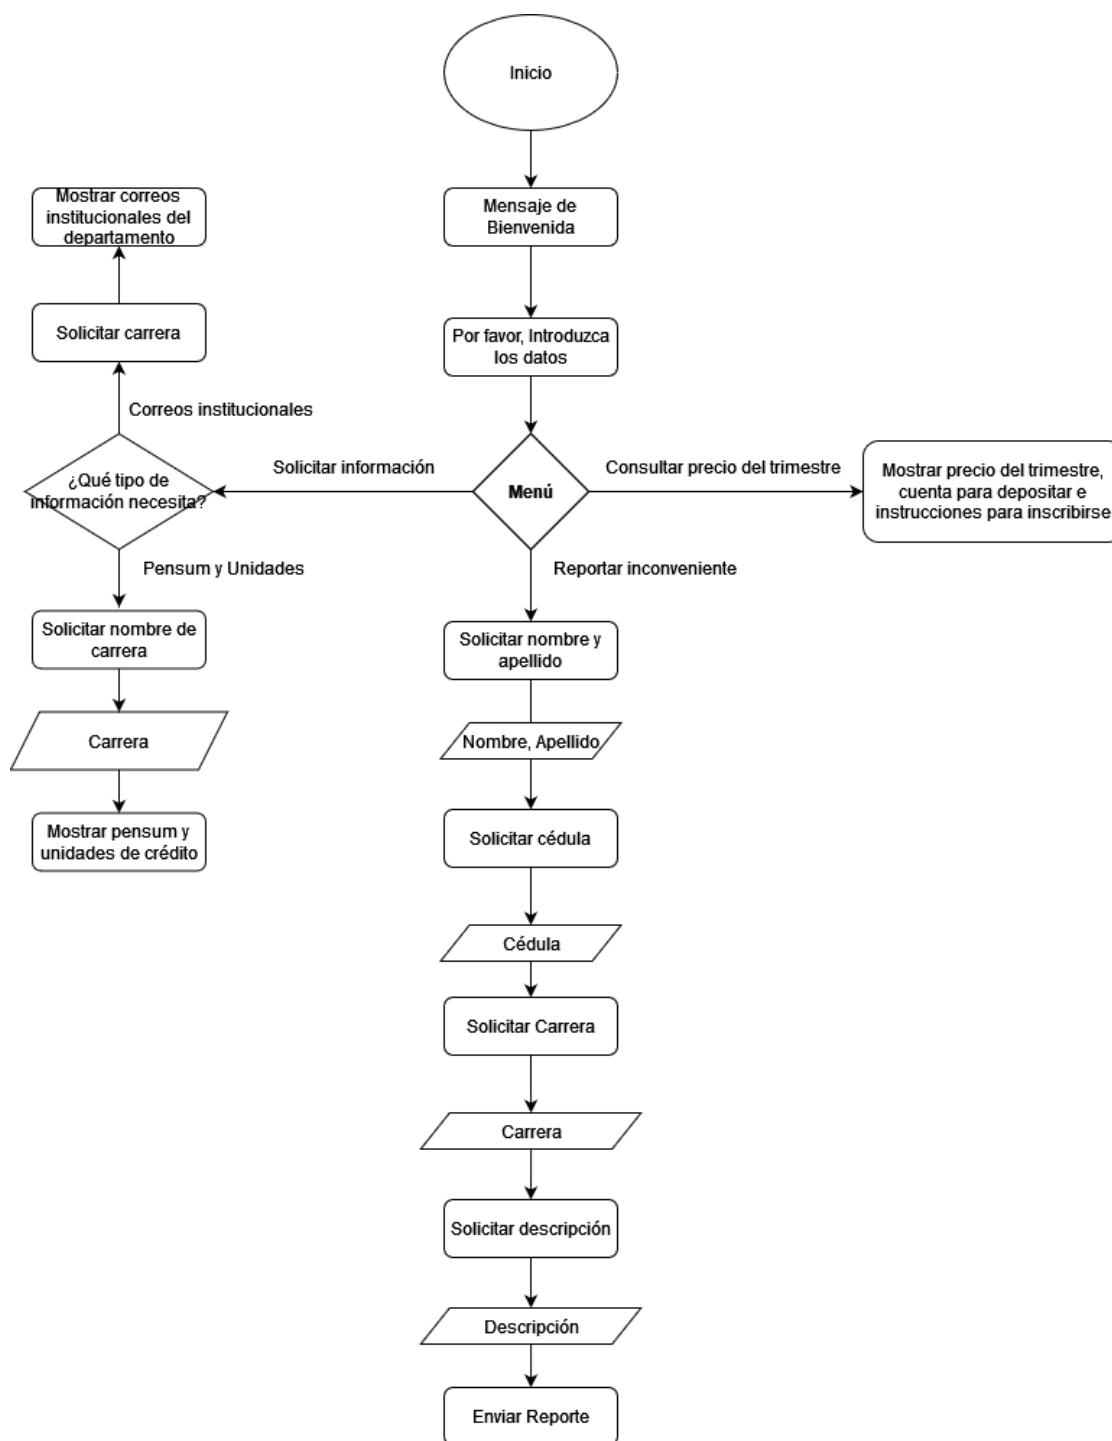 Inicio
Mensaje de
Bienvenida
Por favor, Introduzca
los datos
Menú
Solicitar información
¿Qué tipo de
información necesita?
Correos institucionales
Solicitar carrera
Mostrar correos
institucionales del
departamento
Pensum y Unidades
Solicitar nombre de
carrera
Carrera
Mostrar pensum y
unidades de crédito
Consultar precio del trimestre
Mostrar precio del trimestre,
cuenta para depositar e
instrucciones para inscribirse
Reportar inconveniente
Solicitar nombre y
apellido
Nombre, Apellido
Solicitar cédula
Cédula
Solicitar Carrera
Carrera
Solicitar descripción
Descripción
Enviar Reporte